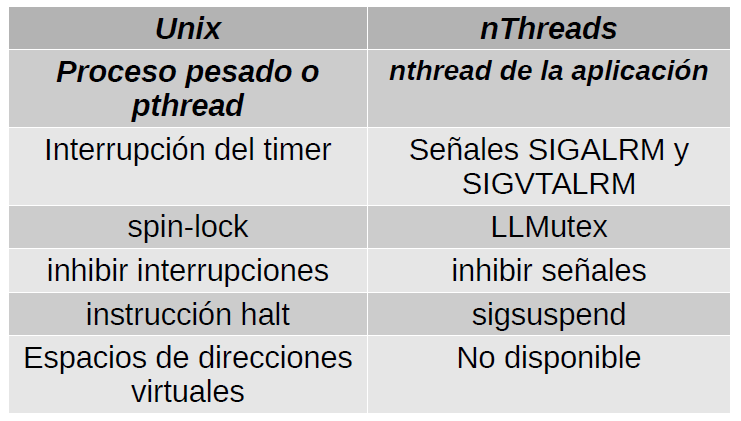 Unix
nThreads
Proceso pesado o
pthread
nthread de la aplicación
Interrupción del timer
Señales SIGALRM y
SIGVTALRM
spin-lock
LLMutex
inhibir interrupciones
inhibir señales
instrucción halt
sigsuspend
Espacios de direcciones
virtuales
No disponible